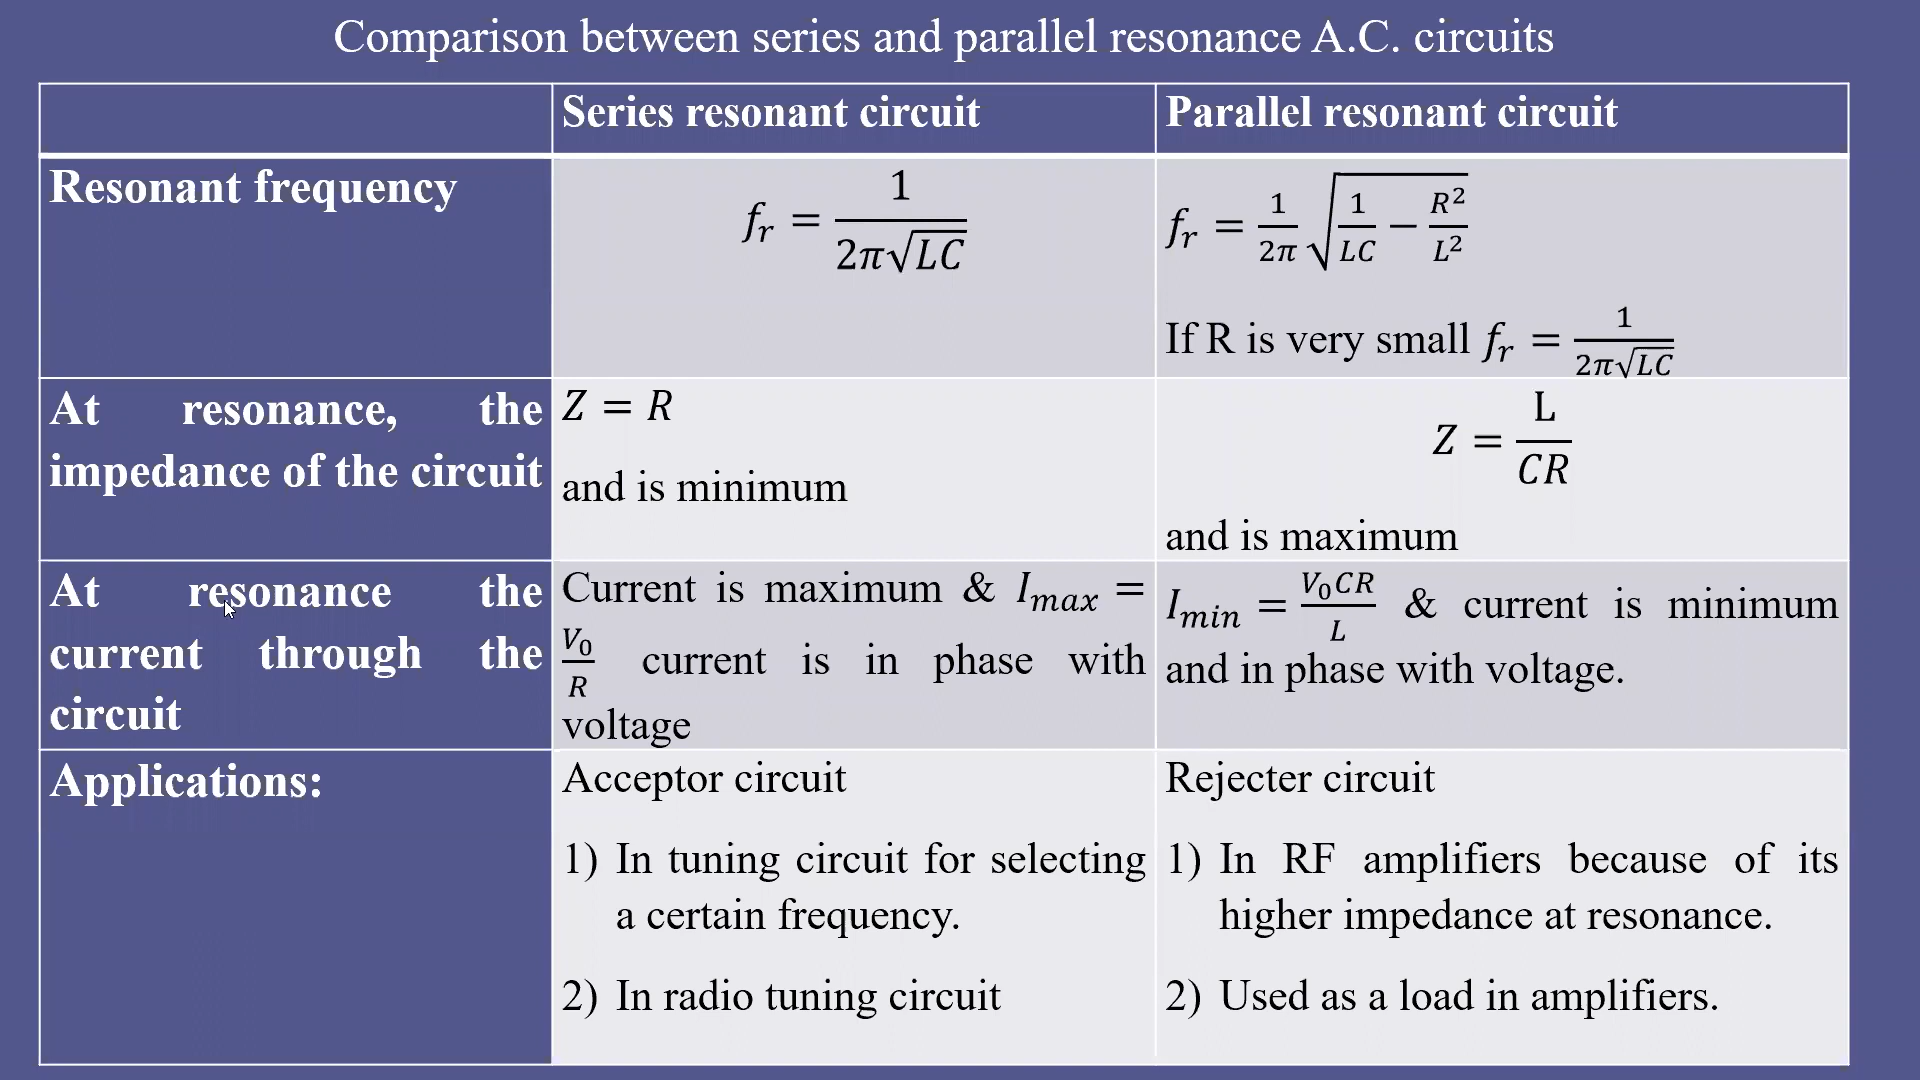 Comparison between series and parallel resonance A.C. circuits
Series resonant circuit
Parallel resonant circuit
Resonant frequency
f_r = 1/(2π√(LC))
f_r = 1/(2π) √(1/(LC) − R²/L²)
If R is very small f_r = 1/(2π√(LC))
At resonance, the
impedance of the circuit
Z = R
and is minimum
Z = L/(CR)
and is maximum
At resonance the
current through the
circuit
Current is maximum & I_max =
V₀/R current is in phase with
voltage
I_min = V₀CR/L & current is minimum
and in phase with voltage.
Applications:
Acceptor circuit
1) In tuning circuit for selecting
a certain frequency.
2) In radio tuning circuit
Rejecter circuit
1) In RF amplifiers because of its
higher impedance at resonance.
2) Used as a load in amplifiers.